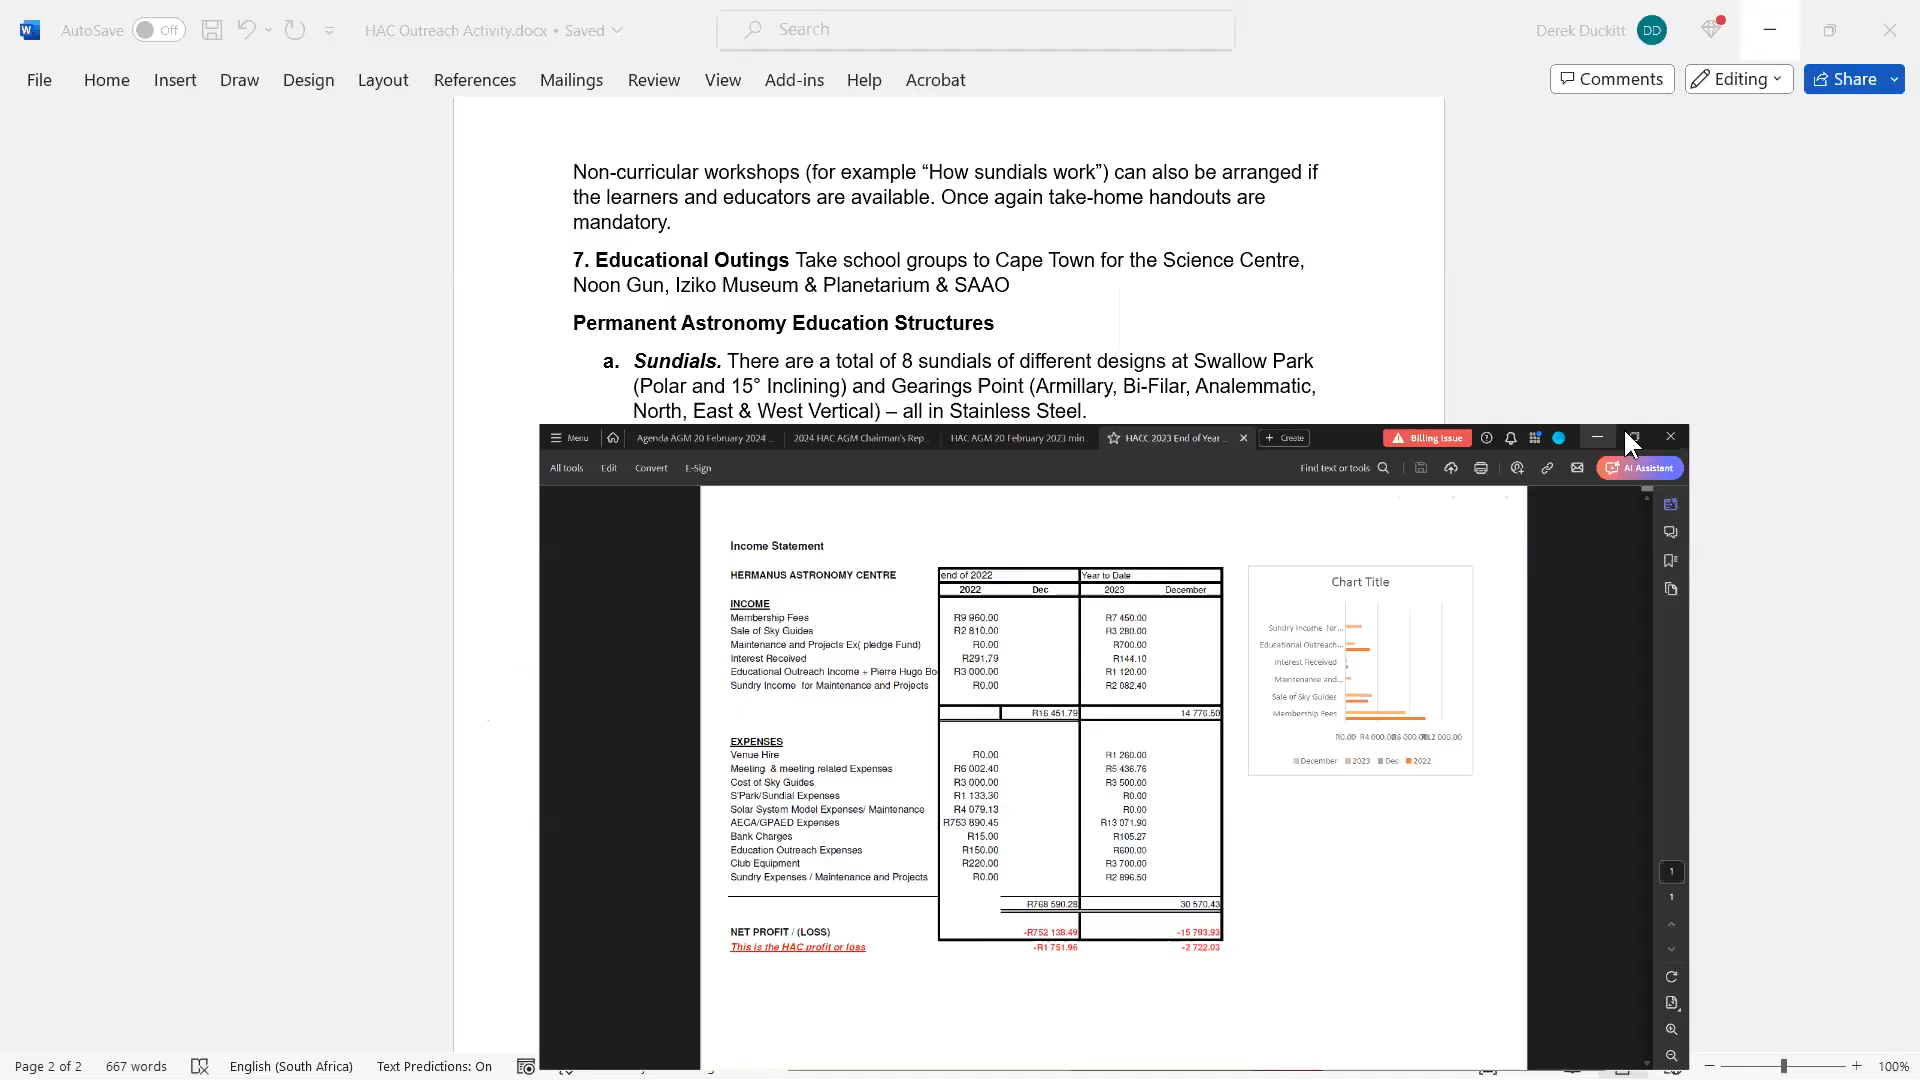 AutoSave Off HAC Outreach Activity.docx • Saved Search Derek Duckitt DD
File Home Insert Draw Design Layout References Mailings Review View Add-ins Help Acrobat Comments Editing Share
Non-curricular workshops (for example “How sundials work”) can also be arranged if
the learners and educators are available. Once again take-home handouts are
mandatory.
7. Educational Outings Take school groups to Cape Town for the Science Centre,
Noon Gun, Iziko Museum & Planetarium & SAAO
Permanent Astronomy Education Structures
a. Sundials. There are a total of 8 sundials of different designs at Swallow Park
(Polar and 15° Inclining) and Gearings Point (Armillary, Bi-Filar, Analemmatic,
North, East & West Vertical) – all in Stainless Steel.
Menu Agenda AGM 20 February 2024 ... 2024 HAC AGM Chairman's Rep... HAC AGM 20 February 2023 min... HACC 2023 End of Year ... Create Billing Issue
All tools Edit Convert E-Sign Find text or tools AI Assistant
Income Statement
HERMANUS ASTRONOMY CENTRE end of 2022 Year to Date
2022 Dec 2023 December
INCOME
Membership Fees R9 960.00 R7 450.00
Sale of Sky Guides R2 810.00 R3 280.00
Maintenance and Projects Ex( pledge Fund) R0.00 R700.00
Interest Received R291.79 R144.10
Educational Outreach Income + Pierre Hugo Bo R3 000.00 R1 120.00
Sundry Income for Maintenance and Projects R0.00 R2 082.40
R16 451.79 14 776.50
EXPENSES
Venue Hire R0.00 R1 260.00
Meeting & meeting related Expenses R6 002.40 R5 436.76
Cost of Sky Guides R3 000.00 R3 500.00
S'Park/Sundial Expenses R1 133.30 R0.00
Solar System Model Expenses/ Maintenance R4 079.13 R0.00
AECA/GPAED Expenses R753 890.45 R13 071.90
Bank Charges R15.00 R105.27
Education Outreach Expenses R150.00 R600.00
Club Equipment R220.00 R3 700.00
Sundry Expenses / Maintenance and Projects R0.00 R2 896.50
R768 590.28 30 570.43
NET PROFIT / (LOSS) -R752 138.49 -15 793.93
This is the HAC profit or loss -R1 751.96 -2 722.03
Chart Title
Sundry Income for...
Educational Outreach...
Interest Received
Maintenance and...
Sale of Sky Guides
Membership Fees
R0.00 R4 000.00 R8 000.00 R12 000.00
December 2023 Dec 2022
1
1
Page 2 of 2 667 words English (South Africa) Text Predictions: On 100%